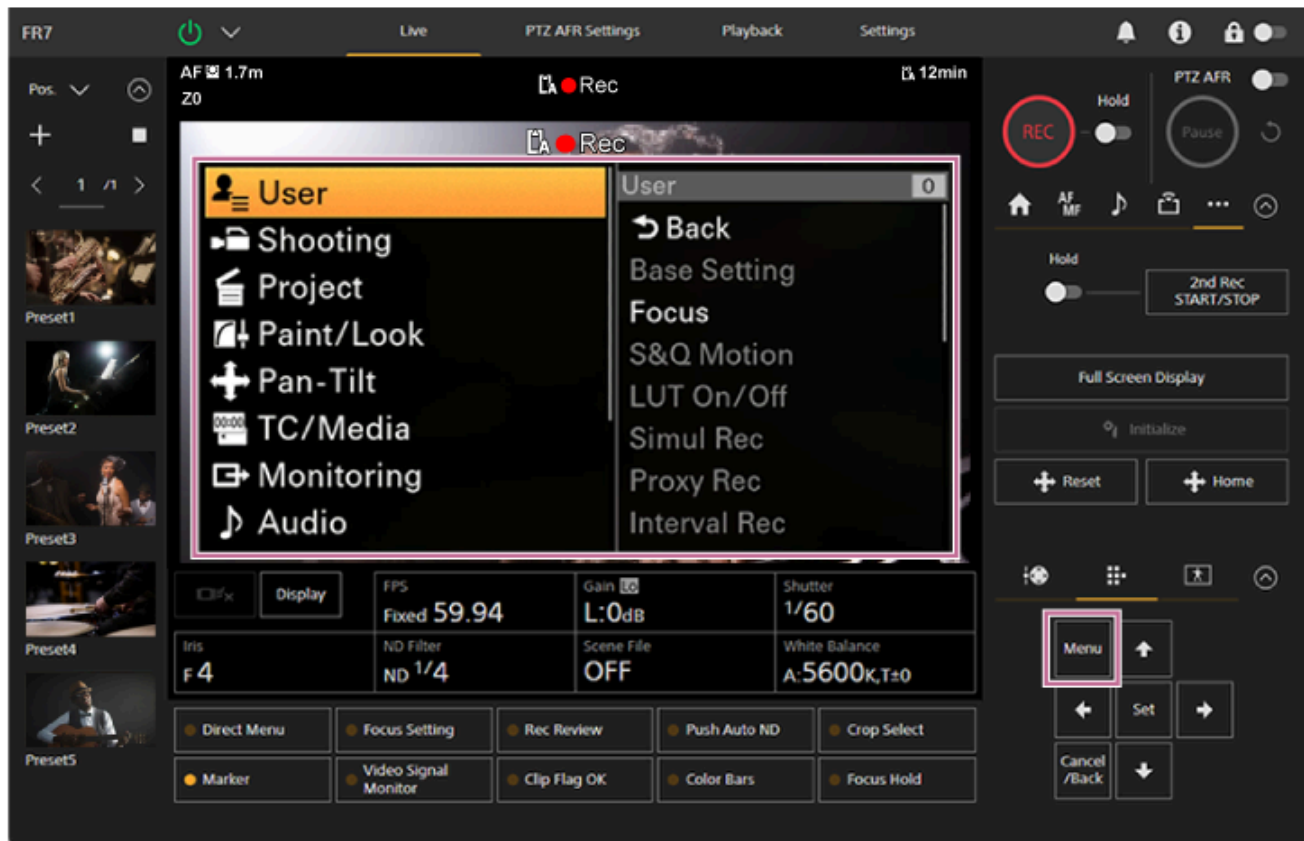 FR7
Live
PTZ AFR Settings
Playback
Settings
Pos.
1 /1
Preset1
Preset2
Preset3
Preset4
Preset5
AF 1.7m
Z0
A Rec
A 12min
A Rec
User
Shooting
Project
Paint/Look
Pan-Tilt
TC/Media
Monitoring
Audio
User 0
Back
Base Setting
Focus
S&Q Motion
LUT On/Off
Simul Rec
Proxy Rec
Interval Rec
Display
FPS
Fixed 59.94
Gain Lo
L:0dB
Shutter
1/60
Iris
F4
ND Filter
ND 1/4
Scene File
OFF
White Balance
A:5600K,T±0
Direct Menu
Focus Setting
Rec Review
Push Auto ND
Crop Select
Marker
Video Signal
Monitor
Clip Flag OK
Color Bars
Focus Hold
PTZ AFR
REC
Hold
Pause
AF
MF
Hold
2nd Rec
START/STOP
Full Screen Display
Initialize
Reset
Home
Menu
Set
Cancel
/Back